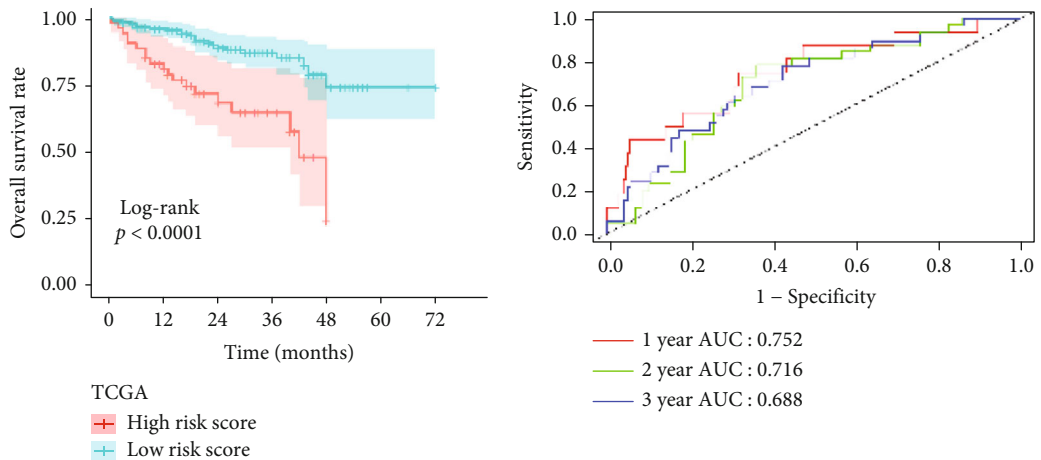 1.00
0.75
0.50
0.25
0.00
Overall survival rate
Log-rank
p < 0.0001
0 12 24 36 48 60 72
Time (months)
TCGA
High risk score
Low risk score
1.0
0.8
0.6
0.4
0.2
0.0
Sensitivity
0.0 0.2 0.4 0.6 0.8 1.0
1 − Specificity
1 year AUC : 0.752
2 year AUC : 0.716
3 year AUC : 0.688